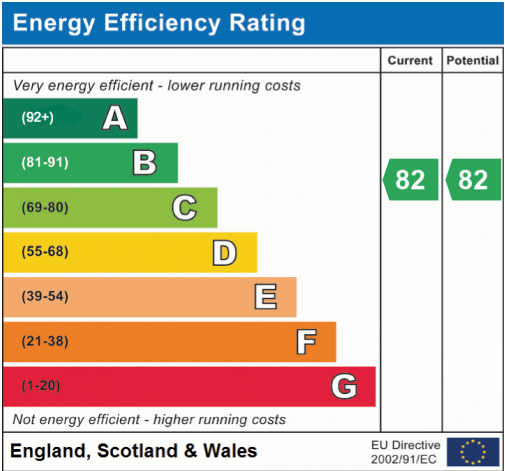 Energy Efficiency Rating
Current Potential
Very energy efficient - lower running costs
(92+) A
(81-91) B
82 82
(69-80) C
(55-68) D
(39-54) E
(21-38) F
(1-20) G
Not energy efficient - higher running costs
England, Scotland & Wales
EU Directive
2002/91/EC